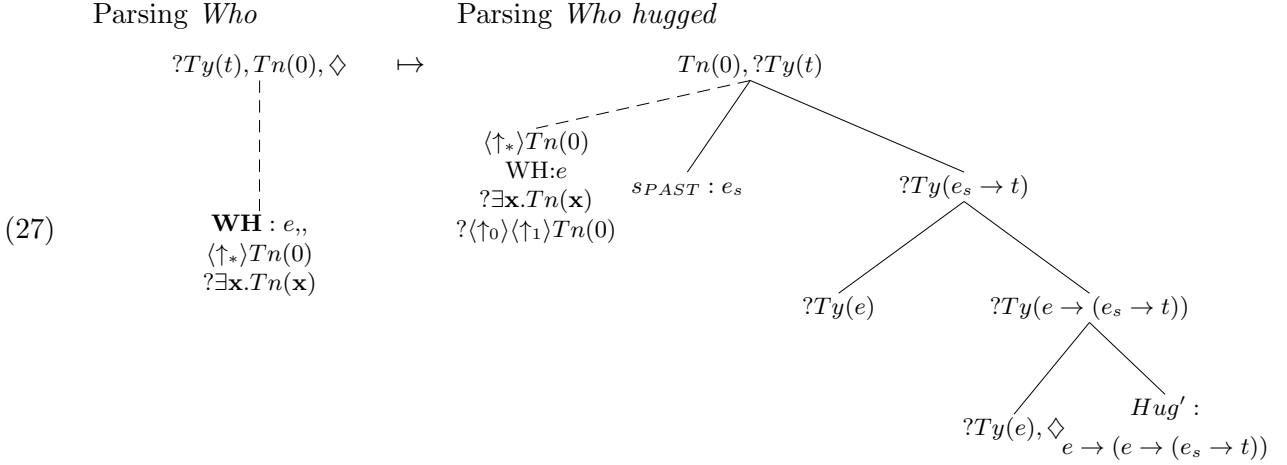 Parsing Who
Parsing Who hugged
?Ty(t), Tn(0), ◇ ↦ Tn(0), ?Ty(t)
⟨↑*⟩Tn(0)
WH:e
?∃x.Tn(x)
?⟨↑0⟩⟨↑1⟩Tn(0)
s_PAST : e_s
?Ty(e_s → t)
(27)
WH : e,,
⟨↑*⟩Tn(0)
?∃x.Tn(x)
?Ty(e)
?Ty(e → (e_s → t))
?Ty(e), ◇
Hug′ :
e → (e → (e_s → t))